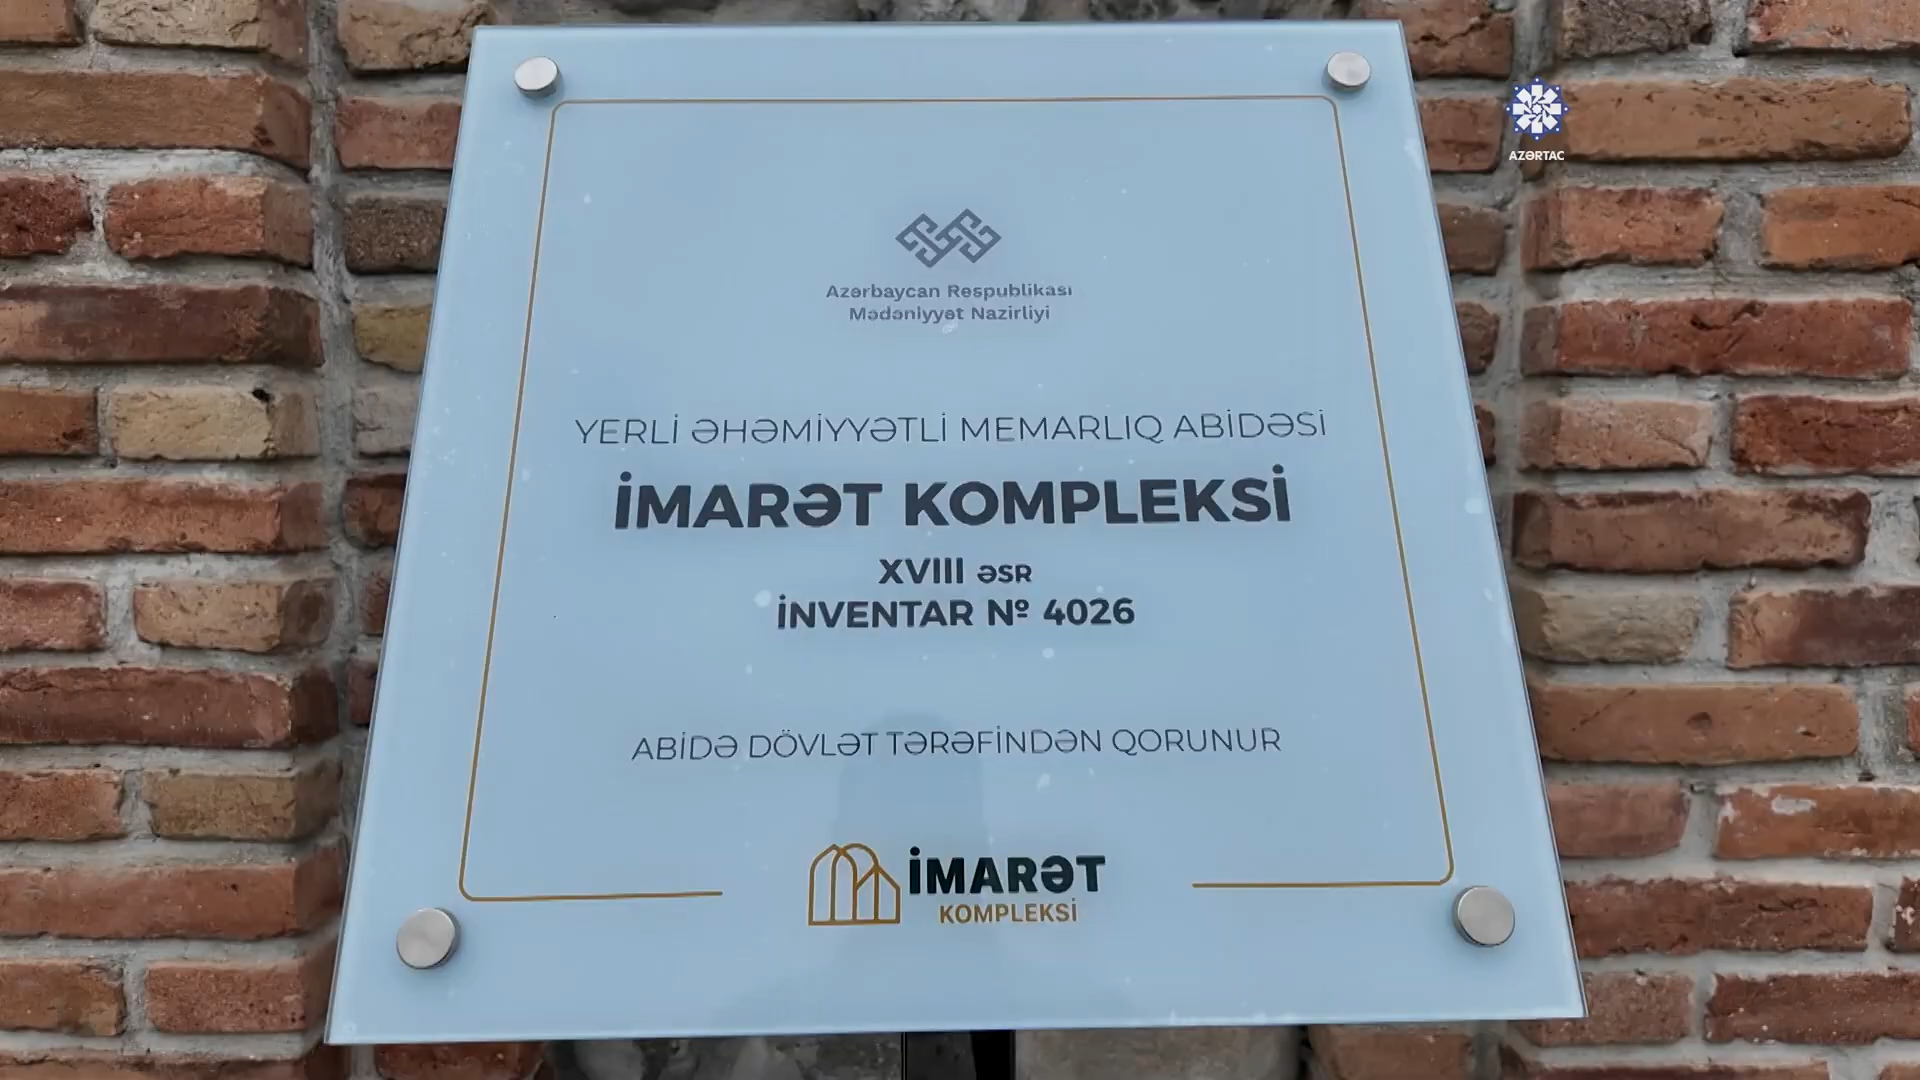 AZƏRTAC
Azərbaycan Respublikası
Mədəniyyət Nazirliyi
YERLİ ƏHƏMİYYƏTLİ MEMARLIQ ABİDƏSİ
İMARƏT KOMPLEKSİ
XVIII ƏSR
İNVENTAR № 4026
ABİDƏ DÖVLƏT TƏRƏFİNDƏN QORUNUR
İMARƏT
KOMPLEKSİ